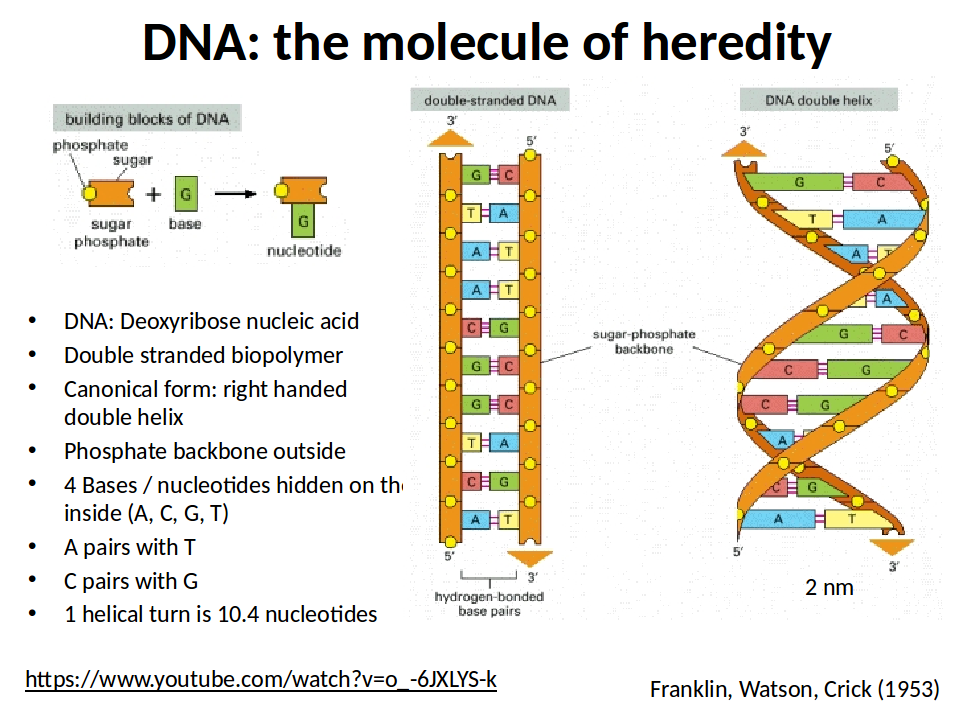 DNA: the molecule of heredity
building blocks of DNA
phosphate
sugar
+
G
G
sugar
phosphate
base
nucleotide
• DNA: Deoxyribose nucleic acid
• Double stranded biopolymer
• Canonical form: right handed
double helix
• Phosphate backbone outside
• 4 Bases / nucleotides hidden on the
inside (A, C, G, T)
• A pairs with T
• C pairs with G
• 1 helical turn is 10.4 nucleotides
double-stranded DNA
3'
5'
G C
T A
A T
A T
C G
G C
G C
T A
C G
A T
5'
3'
hydrogen-bonded
base pairs
sugar-phosphate
backbone
DNA double helix
3'
5'
G C
T A
A T
A
G C
C G
C G
A
C G
A T
5'
3'
2 nm
https://www.youtube.com/watch?v=o_-6JXLYS-k
Franklin, Watson, Crick (1953)